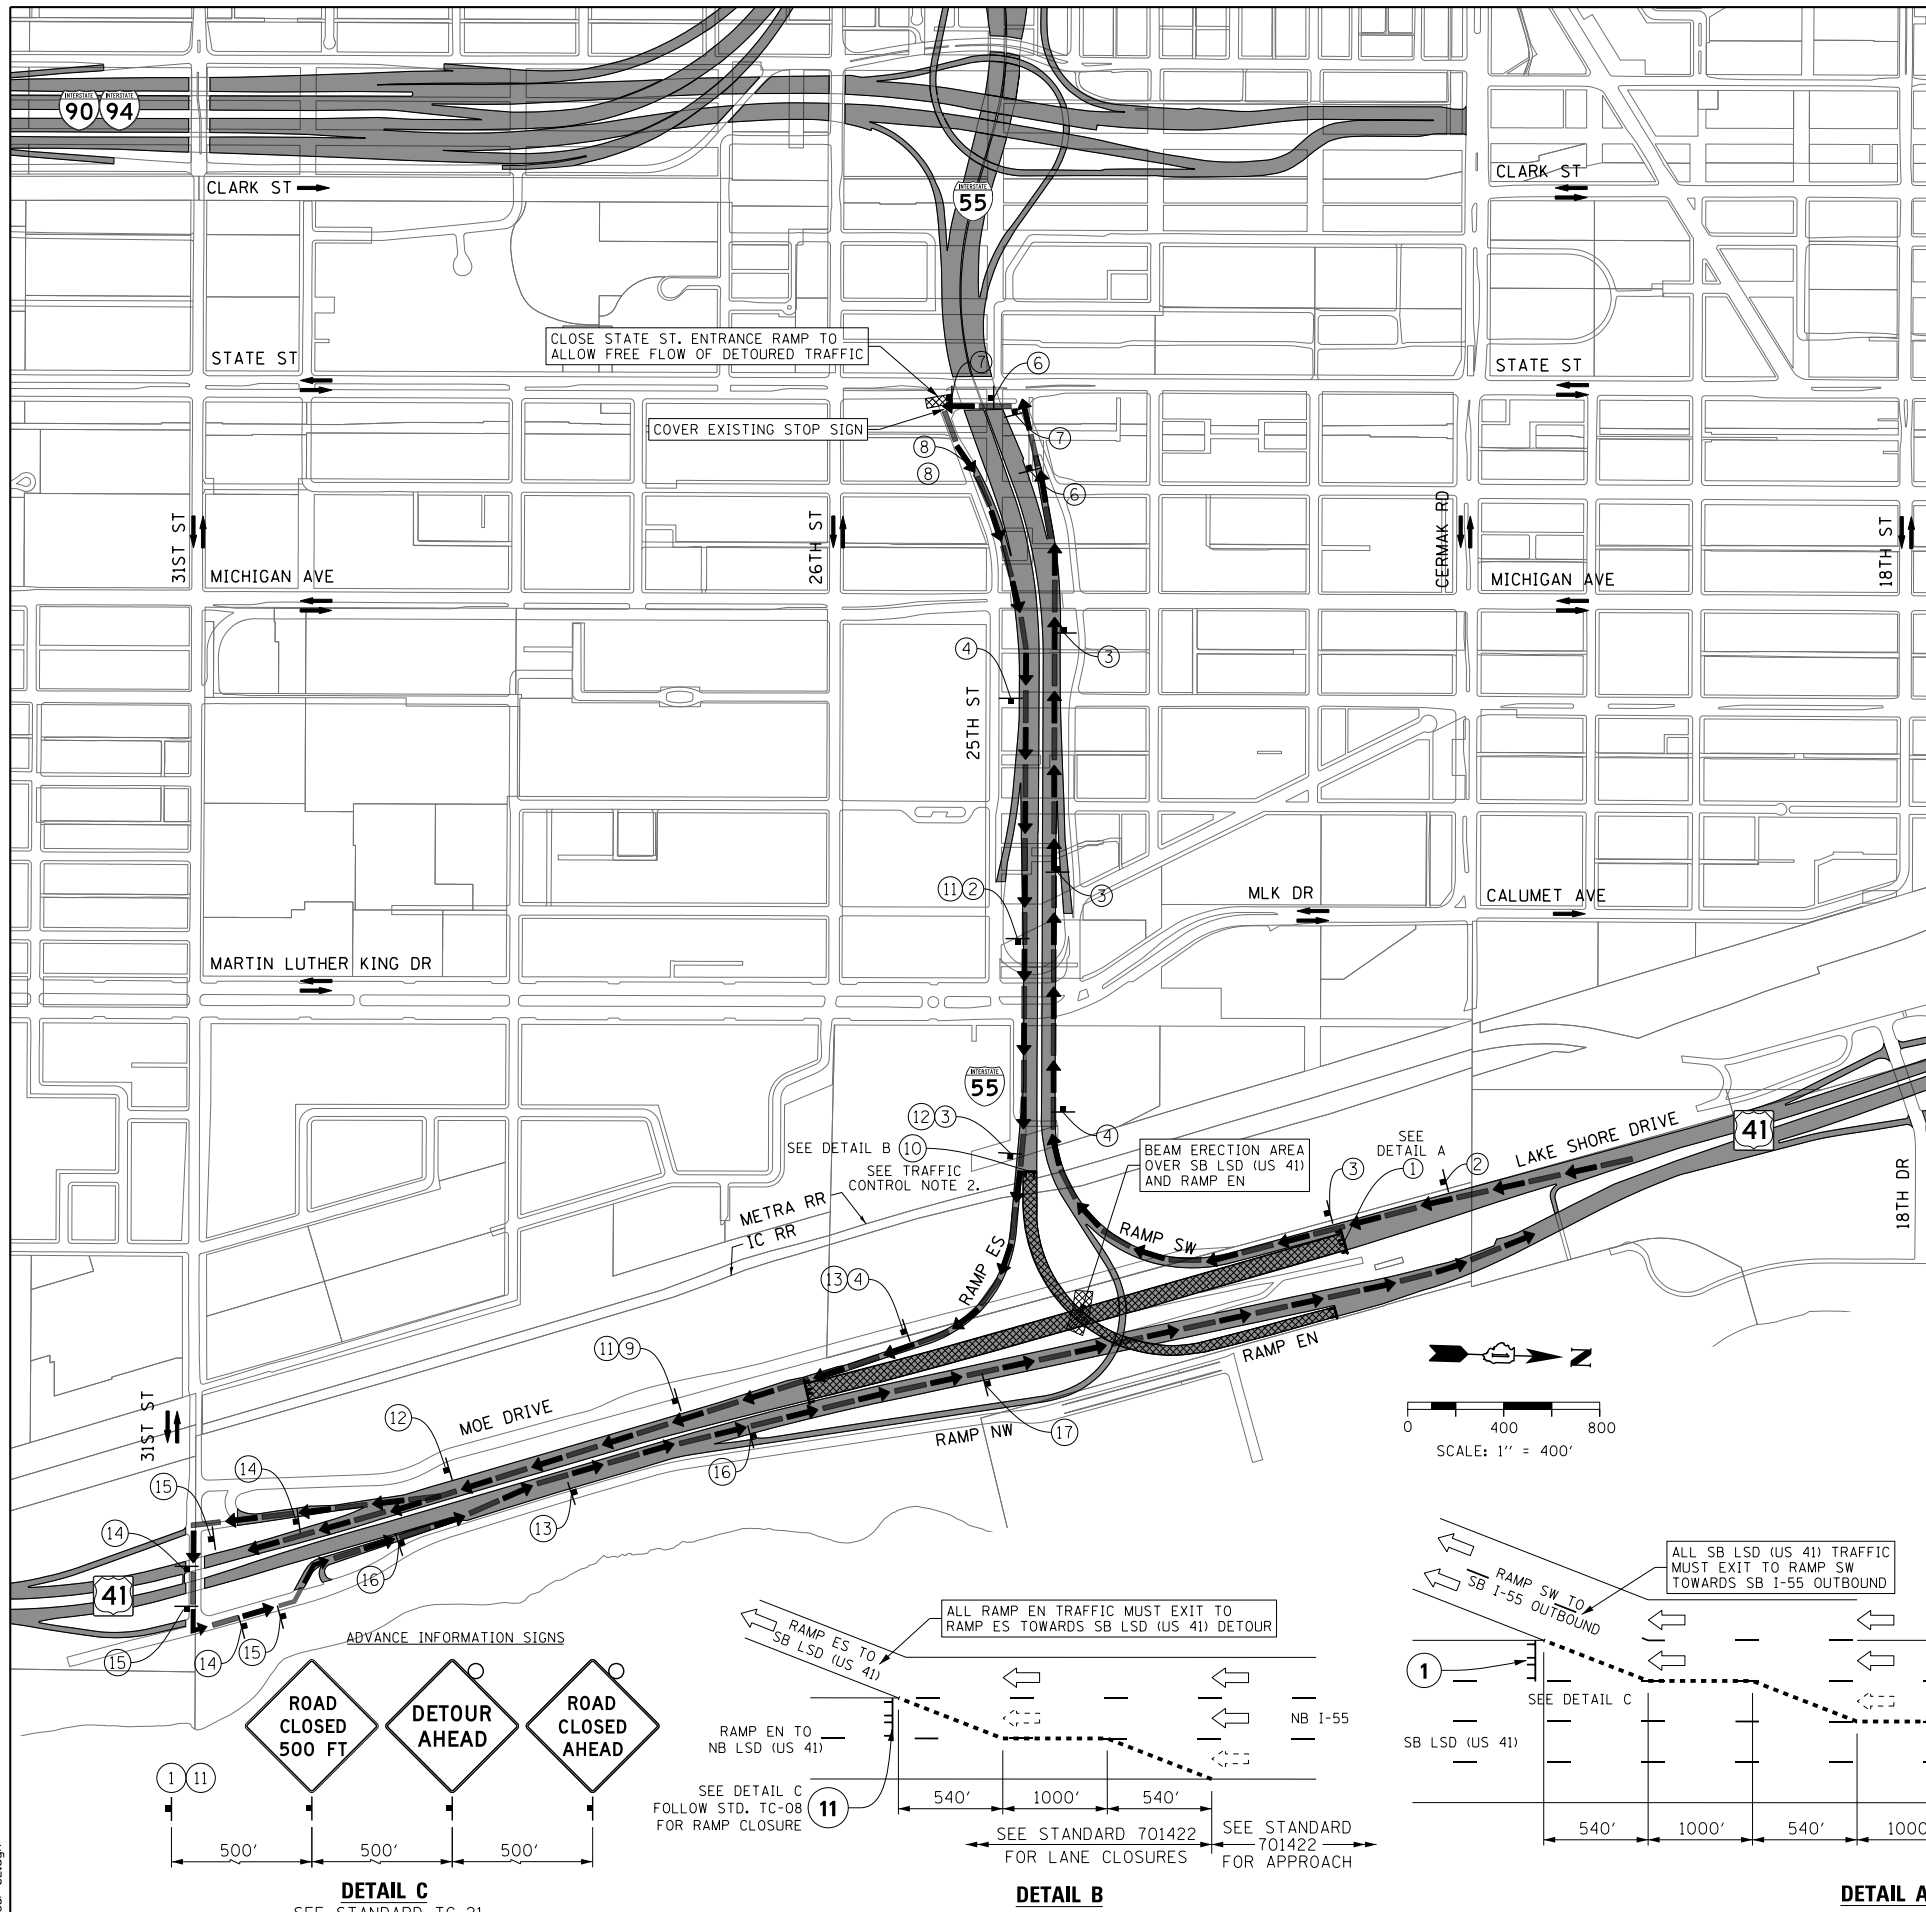 INTERSTATE
90
INTERSTATE
94
CLARK ST
INTERSTATE
55
CLARK ST
CLOSE STATE ST. ENTRANCE RAMP TO
ALLOW FREE FLOW OF DETOURED TRAFFIC
STATE ST
7
6
STATE ST
COVER EXISTING STOP SIGN
7
8
8
6
31ST ST
26TH ST
CERMAK RD
18TH ST
MICHIGAN AVE
MICHIGAN AVE
4
3
25TH ST
11 2
3
MLK DR
CALUMET AVE
MARTIN LUTHER KING DR
INTERSTATE
55
12 3
4
SEE DETAIL B 10
SEE TRAFFIC
CONTROL NOTE 2.
BEAM ERECTION AREA
OVER SB LSD (US 41)
AND RAMP EN
SEE
DETAIL A
1
2
3
LAKE SHORE DRIVE
41
18TH DR
METRA RR
IC RR
RAMP SW
RAMP ES
13 4
RAMP EN
11 9
N
0 400 800
SCALE: 1" = 400'
31ST ST
12
MOE DRIVE
RAMP NW
17
16
14
15
13
14
16
41
15
14
15
ADVANCE INFORMATION SIGNS
ROAD
CLOSED
500 FT
DETOUR
AHEAD
ROAD
CLOSED
AHEAD
1 11
500' 500' 500'
DETAIL C
SEE STANDARD TC-21
ALL RAMP EN TRAFFIC MUST EXIT TO
RAMP ES TOWARDS SB LSD (US 41) DETOUR
RAMP ES TO
SB LSD (US 41)
NB I-55
RAMP EN TO
NB LSD (US 41)
SEE DETAIL C
FOLLOW STD. TC-08
FOR RAMP CLOSURE
11
540' 1000' 540'
SEE STANDARD 701422
FOR LANE CLOSURES
SEE STANDARD
701422
FOR APPROACH
DETAIL B
ALL SB LSD (US 41) TRAFFIC
MUST EXIT TO RAMP SW
TOWARDS SB I-55 OUTBOUND
RAMP SW TO
SB I-55 OUTBOUND
1
SEE DETAIL C
SB LSD (US 41)
540' 1000' 540' 1000
DETAIL A